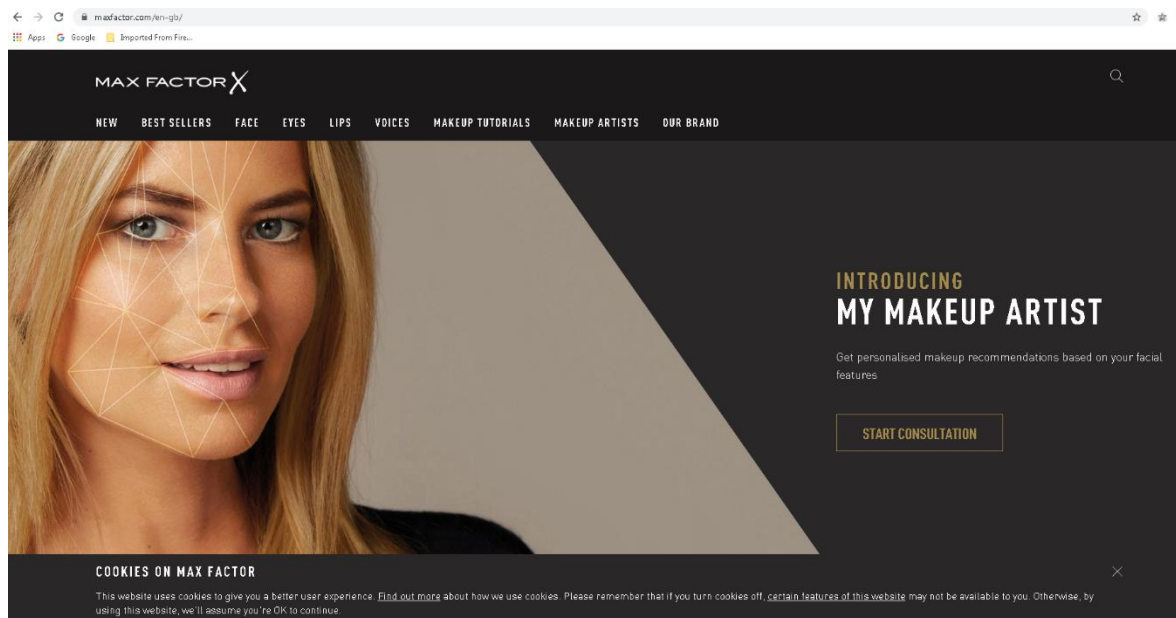 maxfactor.com/en-gb/
Apps Google Imported From Fire...
MAX FACTOR X
NEW BEST SELLERS FACE EYES LIPS VOICES MAKEUP TUTORIALS MAKEUP ARTISTS OUR BRAND
INTRODUCING
MY MAKEUP ARTIST
Get personalised makeup recommendations based on your facial
features
START CONSULTATION
COOKIES ON MAX FACTOR
This website uses cookies to give you a better user experience. Find out more about how we use cookies. Please remember that if you turn cookies off, certain features of this website may not be available to you. Otherwise, by
using this website, we'll assume you're OK to continue.